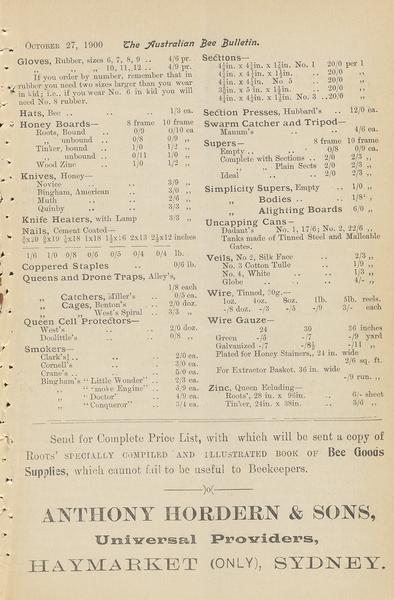 OCTOBER 27, 1900 The Australian Bee Bulletin.
Gloves, Rubber, sizes 6, 7, 8, 9 .. 4/6 pr.
„ „ „ 10, 11, 12 .. 4/9 pr.
If you order by number, remember that in
rubber you need two sizes larger than you wear
in kid; i.e.. if you wear No. 6 in kid you will
need No. 8 rubber.
Hats, Bee .. .. .. 1/3 ea.
Honey Boards— 8 frame 10 frame
Roots, Bound .. 0/9 0/10 ea
„ unbound .. 0/8 0/9 „
Tinker, bound .. 1/0 1/2 „
„ unbound .. 0/11 1/0 „
Wood Zinc .. 1/0 1/2 „
Knives, Honey—
Novice .. .. .. 3/9 „
Bingham, American .. 3/0 „
Muth .. .. .. 2/6 „
Quinby .. .. .. 3/3 „
Knife Heaters, with Lamp 3/3 „
Nails, Cement Coated—
1x18 2½x12 inches
1/6 1/0 0/8 0/6 0/5 0/4 0/4 lb.
Coppered Staples .. 0/6 lb.
Queens and Drone Traps, Alley's,
1/8 each
„ Catchers, Miller's .. 0/5 ea.
„ Cages, Benton's .. 2/0 doz.
„ „ West's Spiral .. 3/3 „
Queen Cell Protectors—
West's .. .. .. 2/0 doz.
Doolittle's .. .. 0/8 „
Smokers—
Clark's] .. .. .. 2/0 ea.
Cornell's .. .. .. 3/0 ea.
Crane's .. .. .. 5/0 ea.
Bingham's "Little Wonder" .. 2/3 ea.
„ "Smoke Engine" .. 5/9 ea.
„ "Doctor" .. 4/9 ea.
„ "Conqueror" .. 3/4 ea.
Sections—
4¼in. x 4¼in. x 1⅞in. No. 1 20/0 per 1
4¼in. x 4¼in. 20/0 „
4¼in. x 4¼in. No 5 .. 20/0 „
5in. x 1¼in. .. 20/0 „
4¼in. x 4¼in. No. 3 .. 20/0 „
Section Presses, Hubbard's .. 12/0 ea.
Swarm Catcher and Tripod—
Manum's .. .. .. 4/6 ea.
Supers— 8 frame 10 frame
Empty .. .. 0/8 0/9 ea.
Complete with Sections .. 2/0 2/3 „
„ „ Plain Sects 2/0 2/3 „
Ideal .. .. 2/0 2/3 „
Simplicity Supers, Empty 1/0 „
„ Bodies .. 1/8 „
„ Alighting Boards 6/0 „
Uncapping Cans—
Dadant's No. 1, 17/6; No. 2, 22/6 „
Tanks made of Tinned Steel and Malleable
Gates.
Veils, No 2, Silk Face .. 2/3 „
No. 3 Cotton Tulle .. 1/9 „
No. 4, White .. .. 1/3 „
Globe .. .. .. 4/- „
Wire, Tinned,
1oz. 4oz. 8oz. 1lb. 5lb. reels.
-/8 doz. -/3 -/5 -/9 3/- each
Wire Gauze—
24 30 36 inches
Green -/5 -/7 -/9 yard
Galvanized -/7 -/8½ -/11 „
Plated for Honey Stainers,, 24 in. wide
2/6 sq. ft.
For Extractor Basket, 36 in. wide
-/9 run. „
Zinc, Queen Ecluding—
Roots', 28in. x 96in. 6/- sheet
Tinker, 24in. x 38in. 3/6 „
Send for Complete Price List, with which will be sent a copy of
ROOTS' SPECIALLY COMPILED AND ILLUSTRATED BOOK OF Bee Goods
Supplies, which cannot fail to be useful to Beekeepers.
)o(
ANTHONY HORDERN & SONS,
Universal Providers,
HAYMARKET (ONLY), SYDNEY.